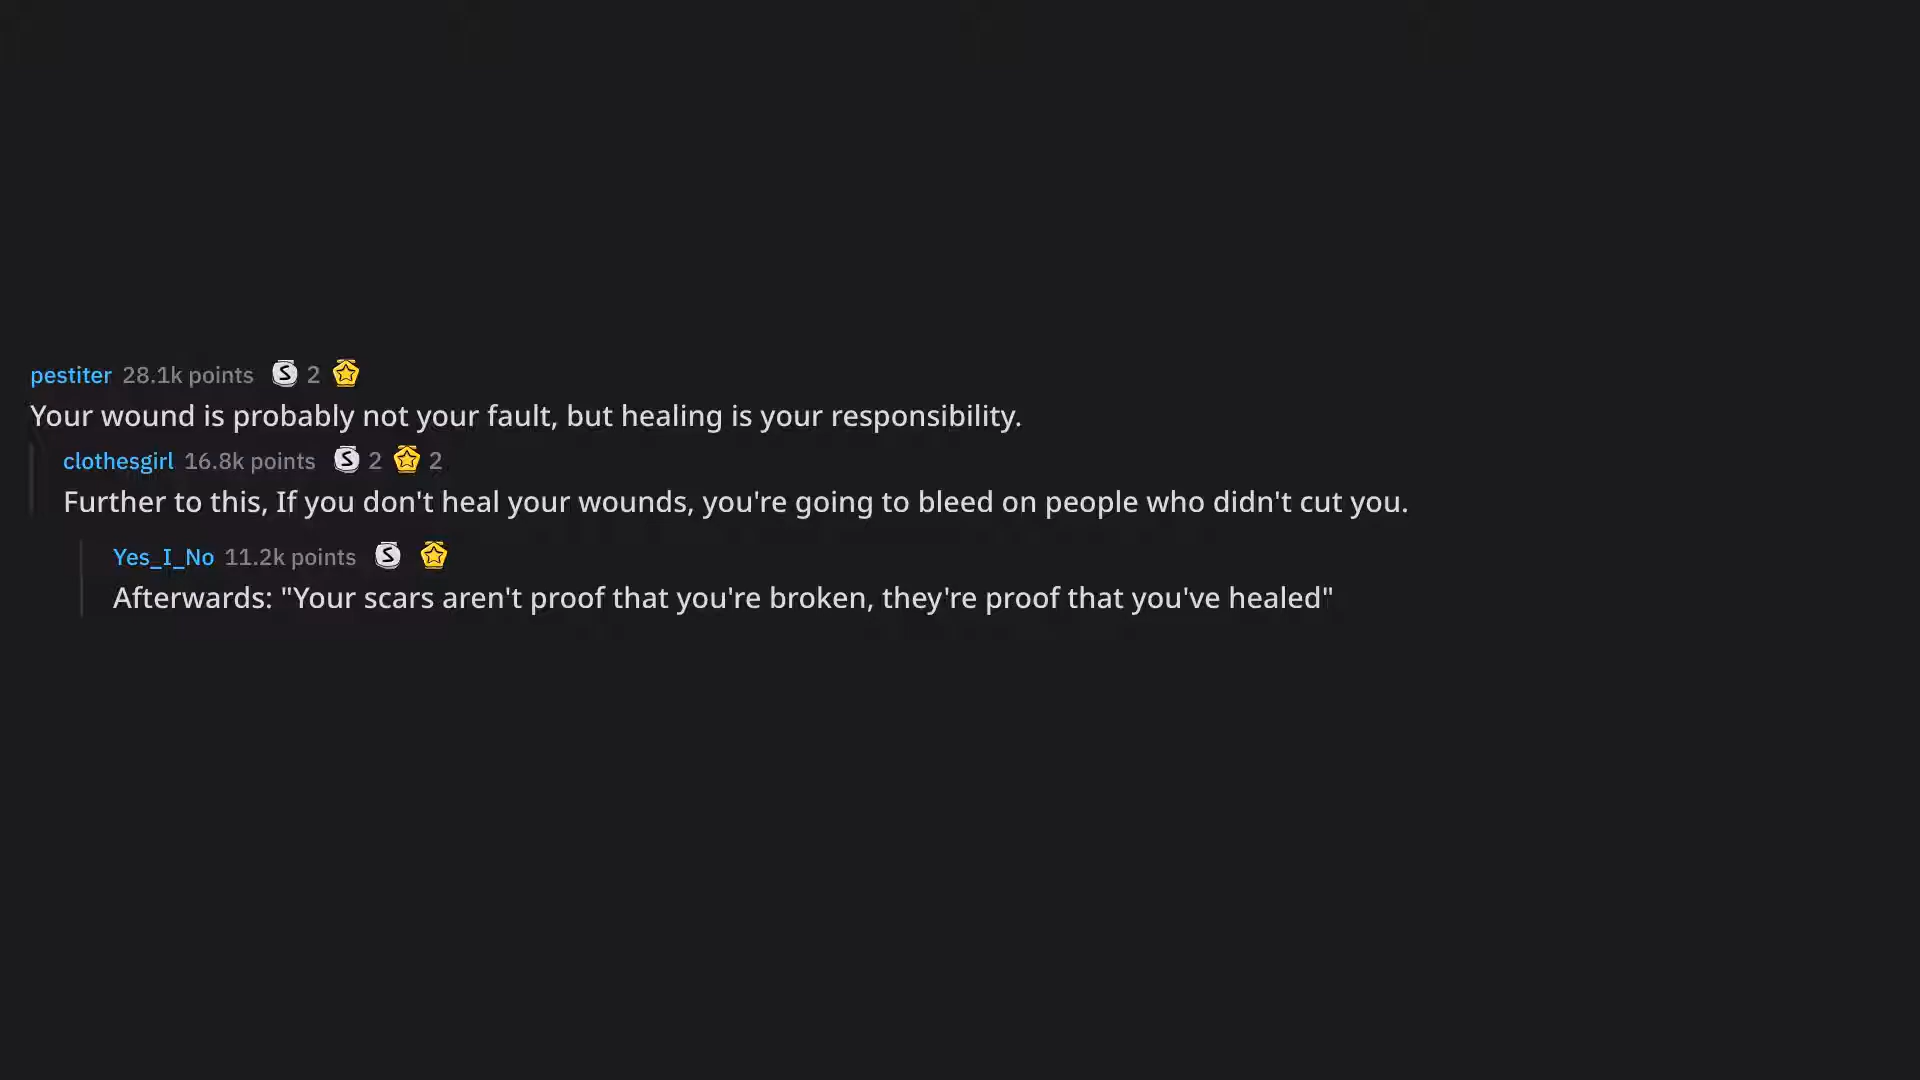 pestiter 28.1k points S 2
Your wound is probably not your fault, but healing is your responsibility.
clothesgirl 16.8k points S 2 2
Further to this, If you don't heal your wounds, you're going to bleed on people who didn't cut you.
Yes_I_No 11.2k points S
Afterwards: "Your scars aren't proof that you're broken, they're proof that you've healed"